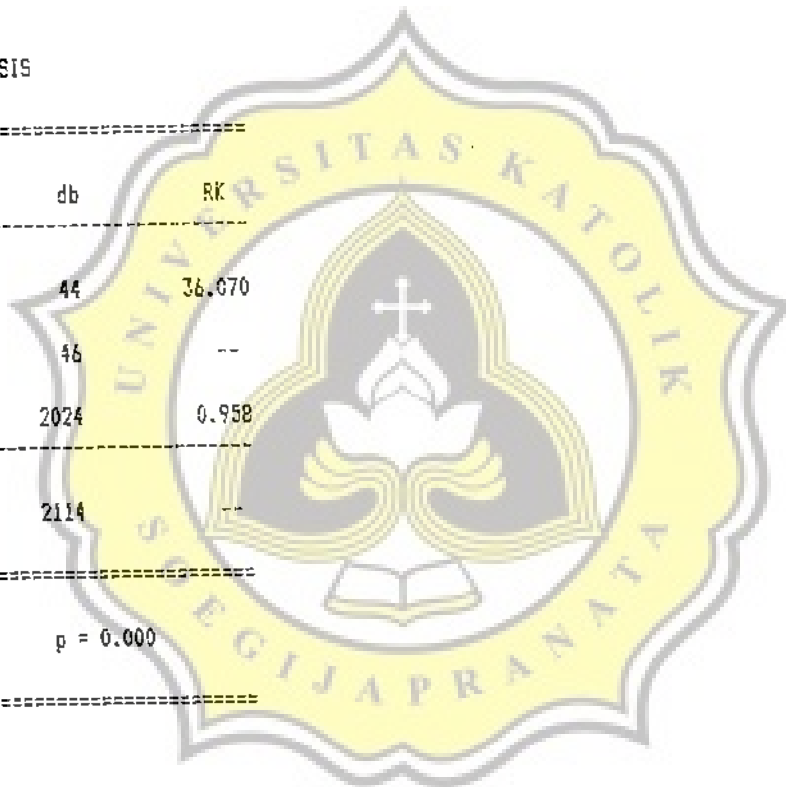 SIS
db RK
44 36.070
46 --
2024 0.958
2114 --
p = 0.000
UNIVERSITAS KATOLIK
SOEGIJAPRANATA